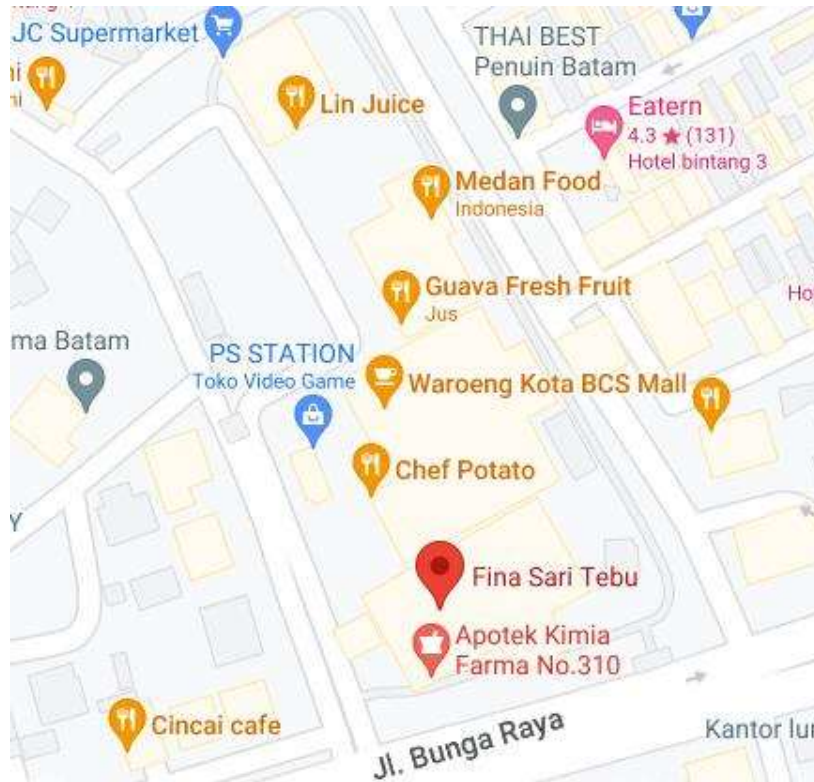 JC Supermarket
Lin Juice
THAI BEST
Penuin Batam
Eatern
4.3 ★ (131)
Hotel bintang 3
Medan Food
Indonesia
Guava Fresh Fruit
Jus
Ho
ma Batam
PS STATION
Toko Video Game
Waroeng Kota BCS Mall
Chef Potato
Y
Fina Sari Tebu
Apotek Kimia
Farma No.310
Cincai cafe
Jl. Bunga Raya
Kantor lur